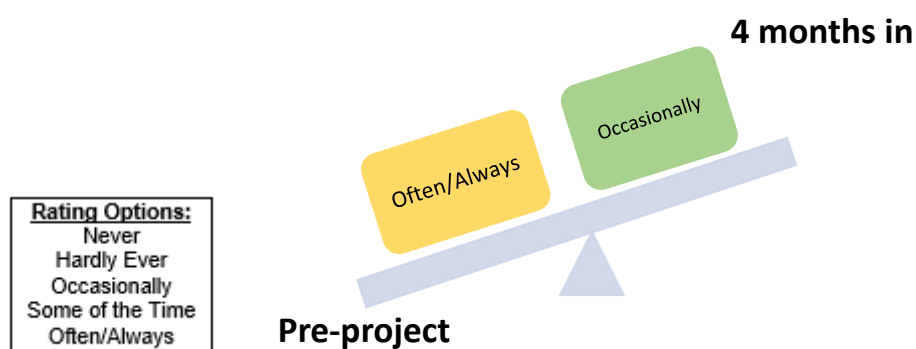 4 months in
Occasionally
Often/Always
Rating Options:
Never
Hardly Ever
Occasionally
Some of the Time
Often/Always
Pre-project